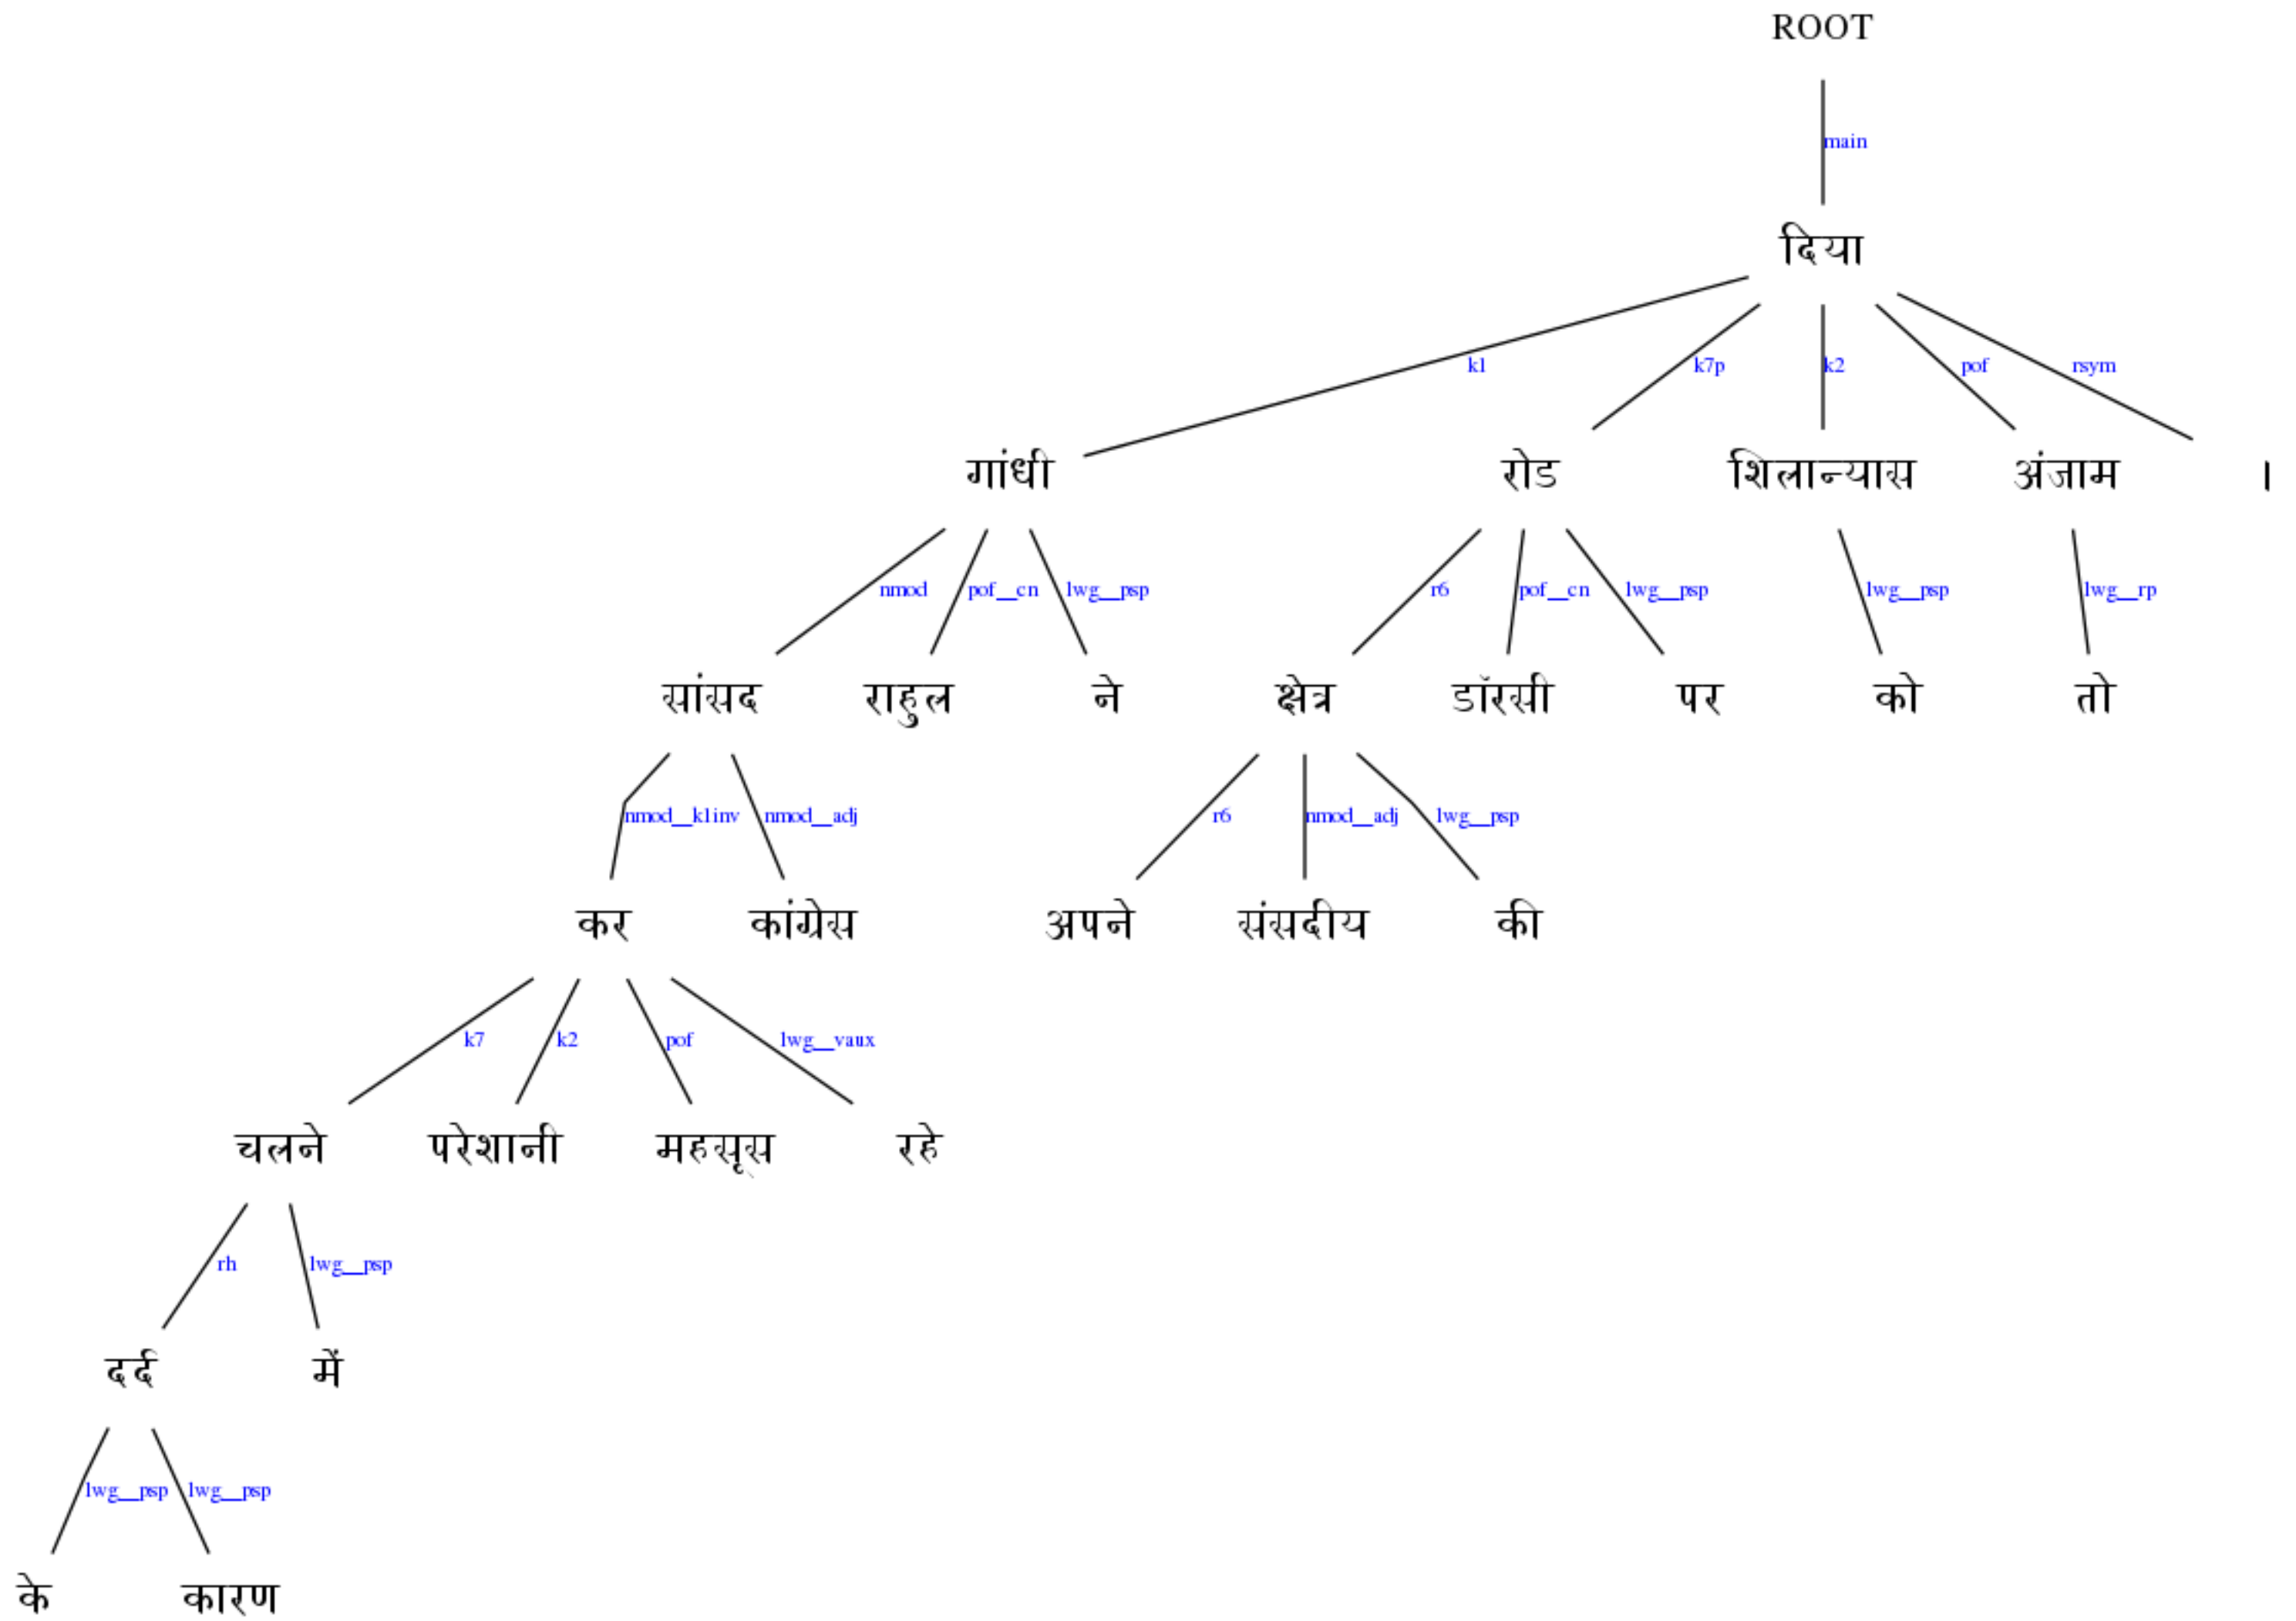 ROOT
main
दिया
k1 k7p k2 pof rsym
गांधी रोड शिलान्यास अंजाम ।
nmod pof__cn lwg__psp r6 pof__cn lwg__psp lwg__psp lwg__rp
सांसद राहुल ने क्षेत्र डॉरसी पर को तो
nmod__k1inv nmod__adj r6 nmod__adj lwg__psp
कर कांग्रेस अपने संसदीय की
k7 k2 pof lwg__vaux
चलने परेशानी महसूस रहे
rh lwg__psp
दर्द में
lwg__psp lwg__psp
के कारण